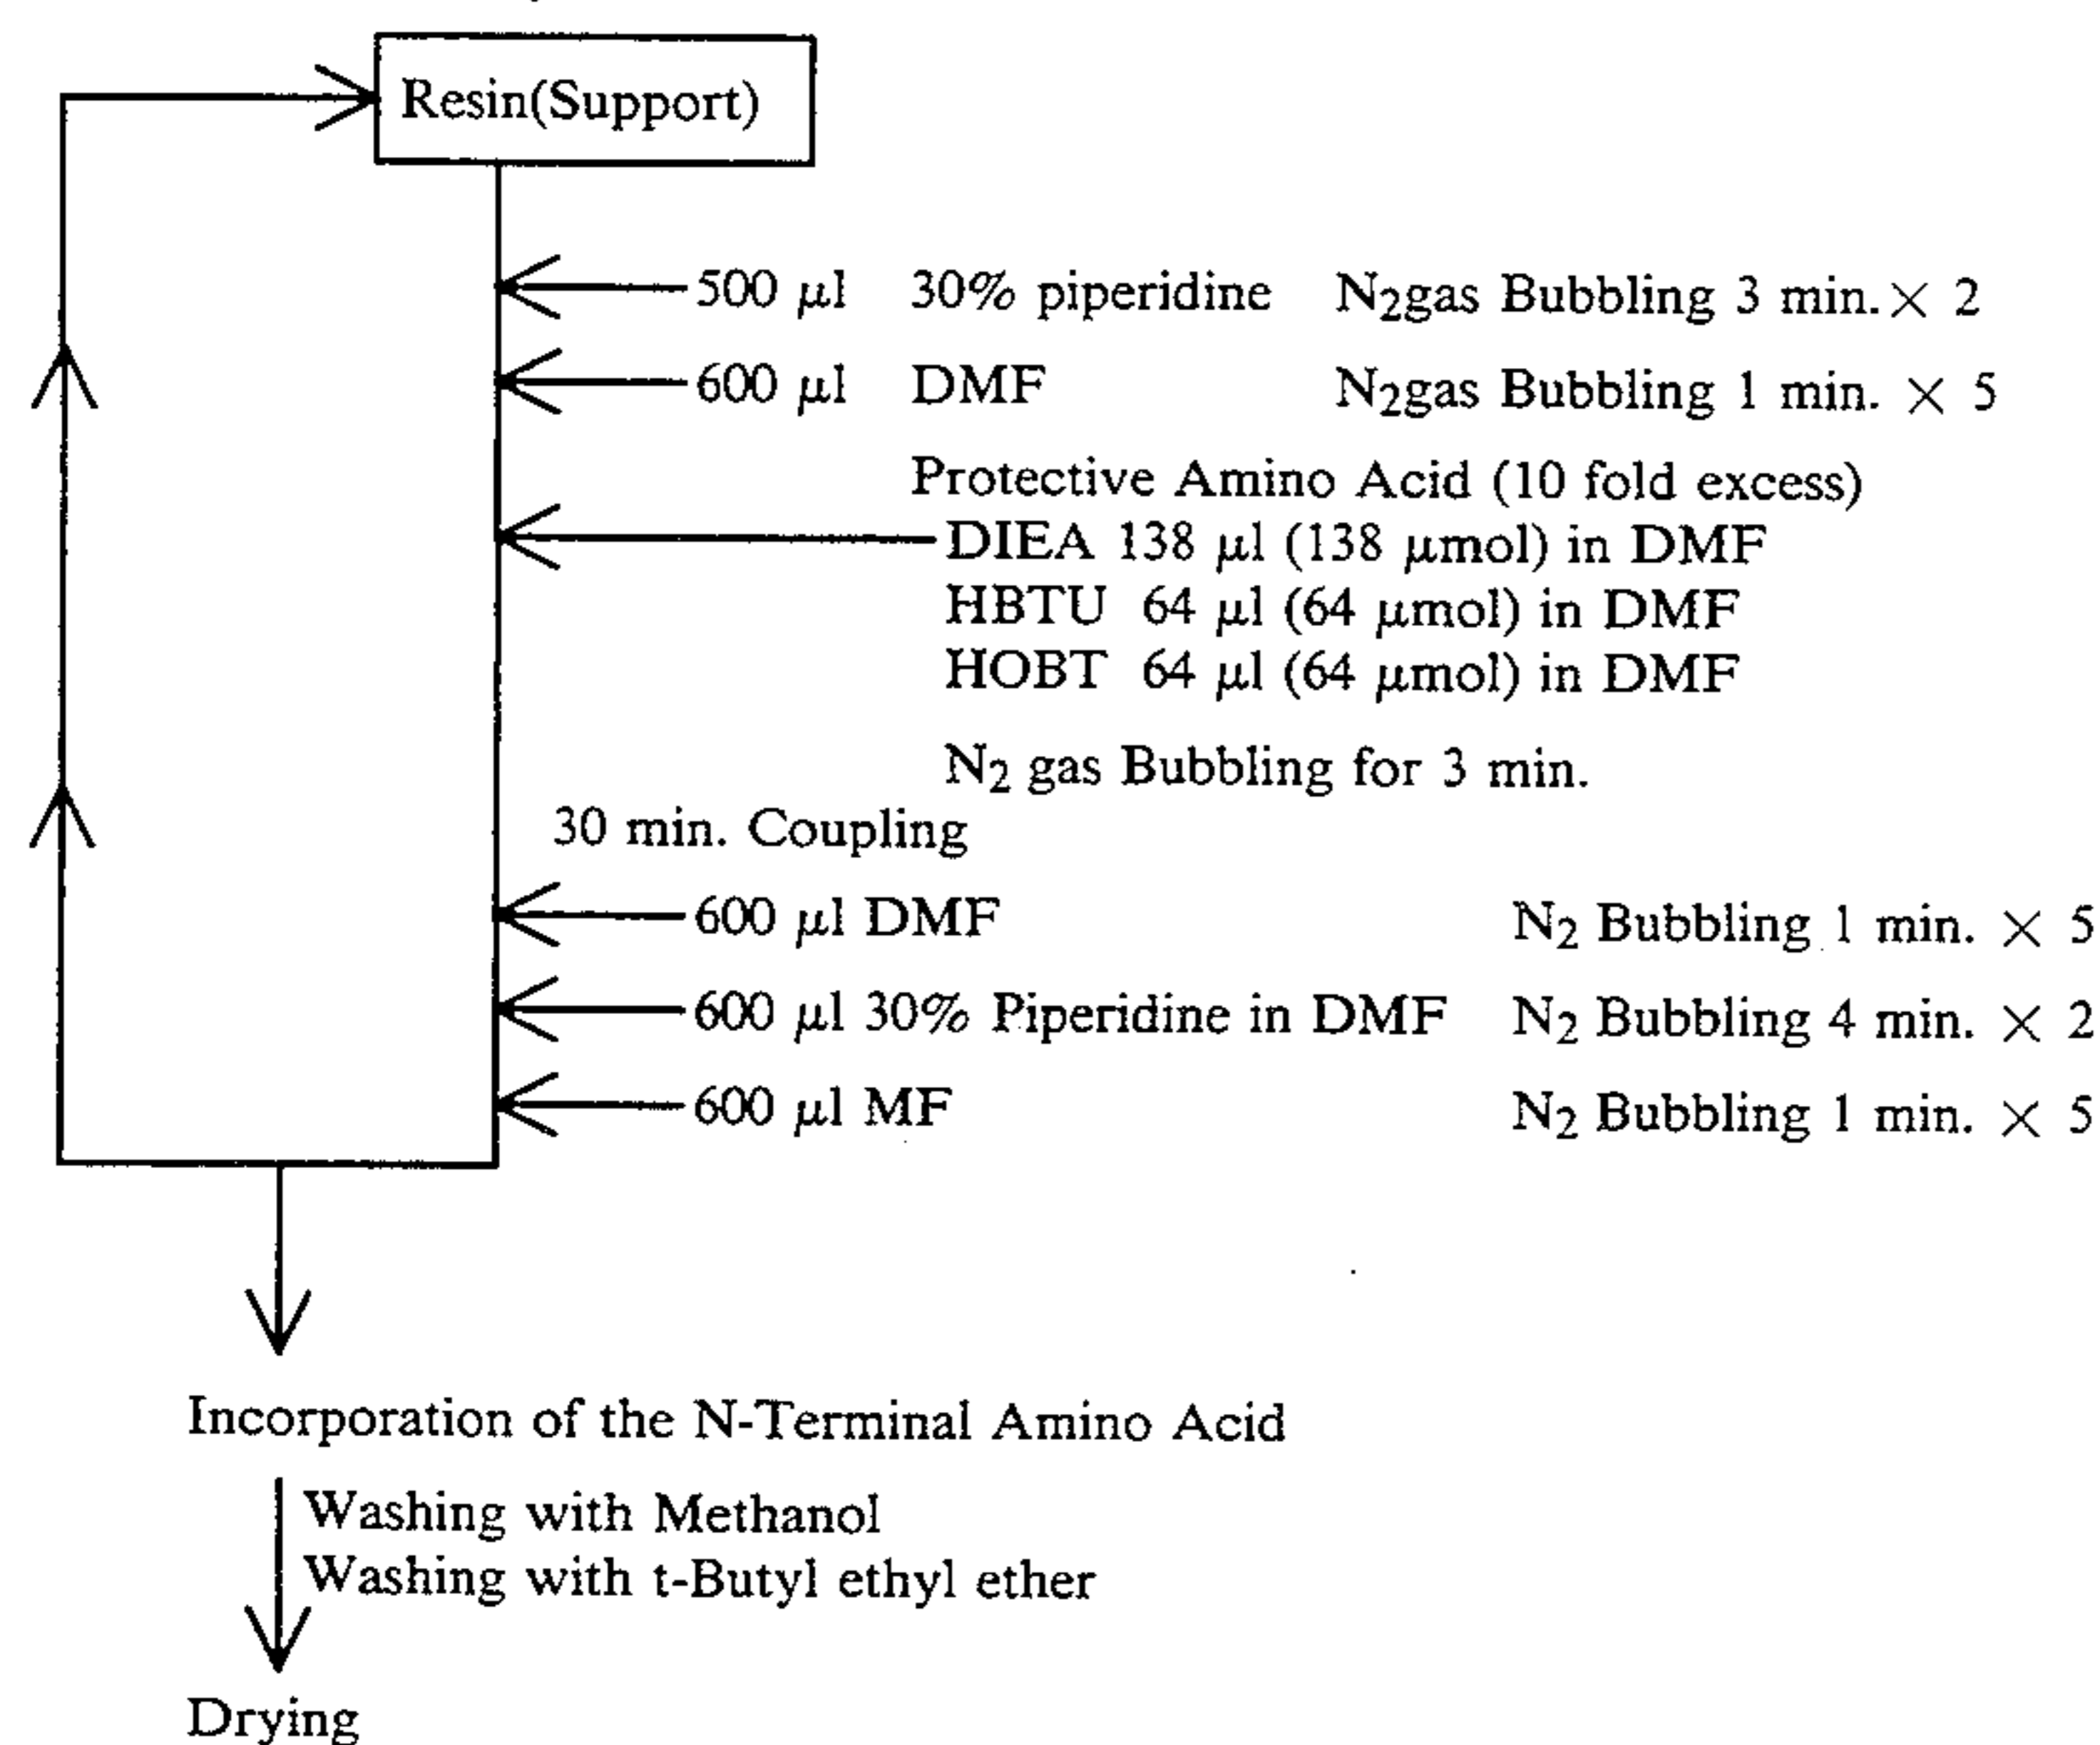 Resin(Support)
500 μl 30% piperidine N2gas Bubbling 3 min. × 2
600 μl DMF N2gas Bubbling 1 min. × 5
Protective Amino Acid (10 fold excess)
DIEA 138 μl (138 μmol) in DMF
HBTU 64 μl (64 μmol) in DMF
HOBT 64 μl (64 μmol) in DMF
N2 gas Bubbling for 3 min.
30 min. Coupling
600 μl DMF N2 Bubbling 1 min. × 5
600 μl 30% Piperidine in DMF N2 Bubbling 4 min. × 2
600 μl MF N2 Bubbling 1 min. × 5
Incorporation of the N-Terminal Amino Acid
Washing with Methanol
Washing with t-Butyl ethyl ether
Drying